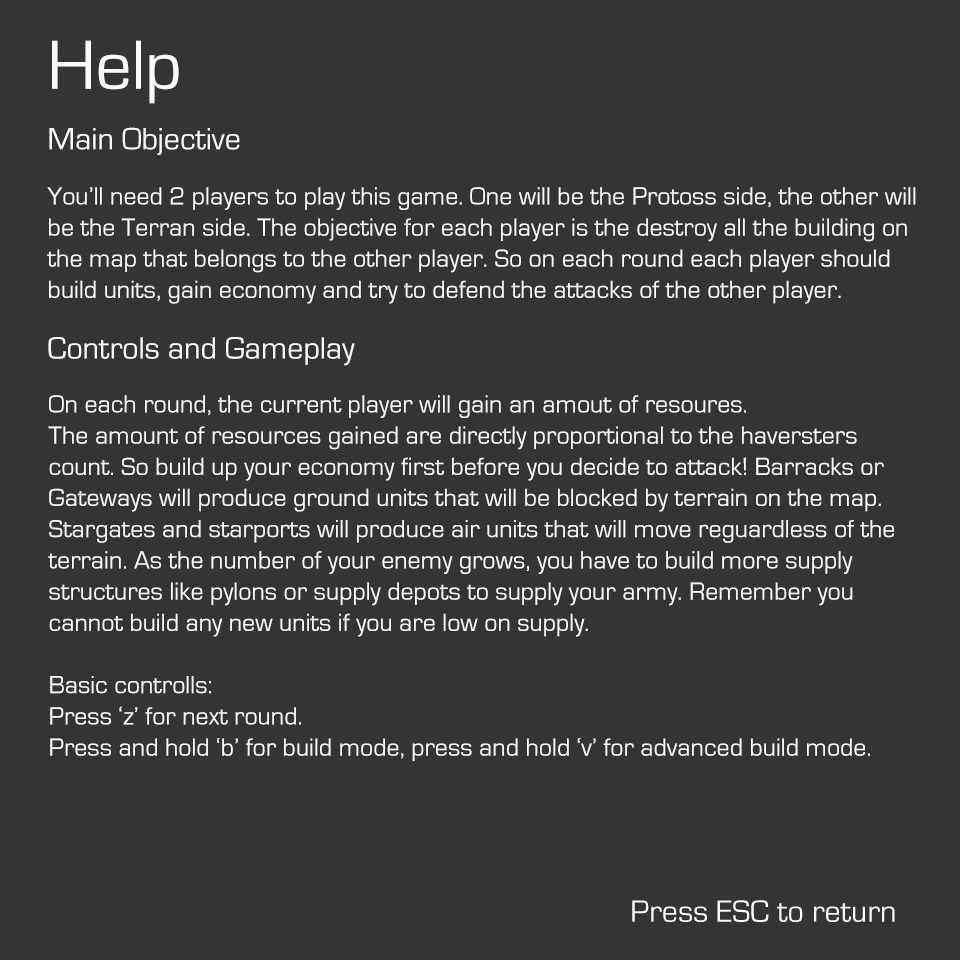 Help
Main Objective
You’ll need 2 players to play this game. One will be the Protoss side, the other will
be the Terran side. The objective for each player is the destroy all the building on
the map that belongs to the other player. So on each round each player should
build units, gain economy and try to defend the attacks of the other player.
Controls and Gameplay
On each round, the current player will gain an amout of resoures.
The amount of resources gained are directly proportional to the haversters
count. So build up your economy first before you decide to attack! Barracks or
Gateways will produce ground units that will be blocked by terrain on the map.
Stargates and starports will produce air units that will move reguardless of the
terrain. As the number of your enemy grows, you have to build more supply
structures like pylons or supply depots to supply your army. Remember you
cannot build any new units if you are low on supply.
Basic controlls:
Press ‘z’ for next round.
Press and hold ‘b’ for build mode, press and hold ‘v’ for advanced build mode.
Press ESC to return